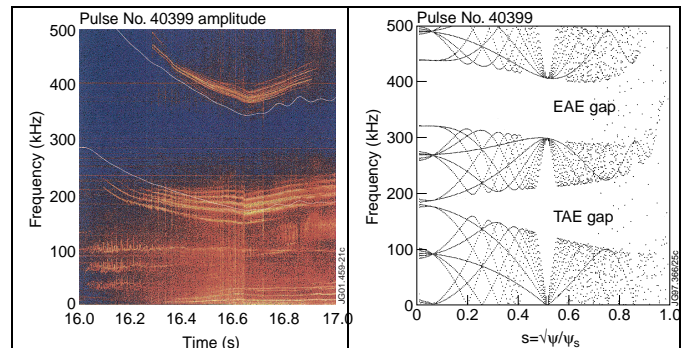 Pulse No. 40399 amplitude
500
400
300
200
100
0
Frequency (kHz)
16.0 16.2 16.4 16.6 16.8 17.0
Time (s)
JG01.459-21c
Pulse No. 40399
500
400
300
200
100
0
Frequency (kHz)
EAE gap
TAE gap
0 0.2 0.4 0.6 0.8 1.0
s=√ψ/ψs
JG97.366/25c